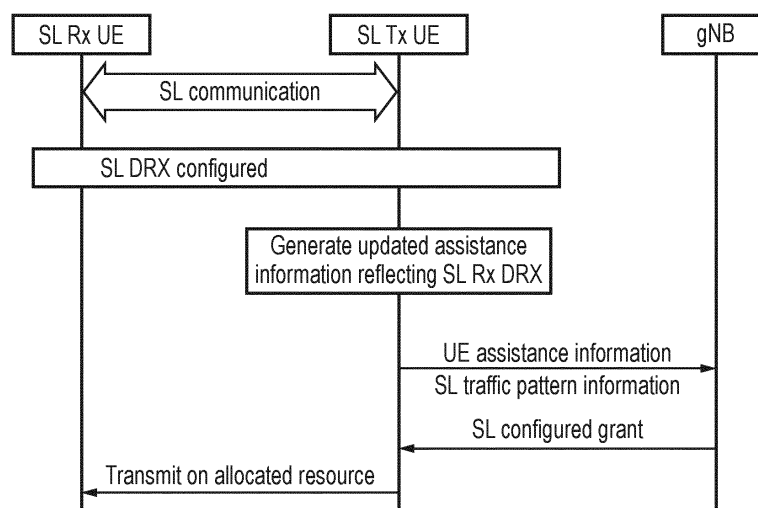 SL Rx UE
SL Tx UE
gNB
SL communication
SL DRX configured
Generate updated assistance
information reflecting SL Rx DRX
UE assistance information
SL traffic pattern information
SL configured grant
Transmit on allocated resource